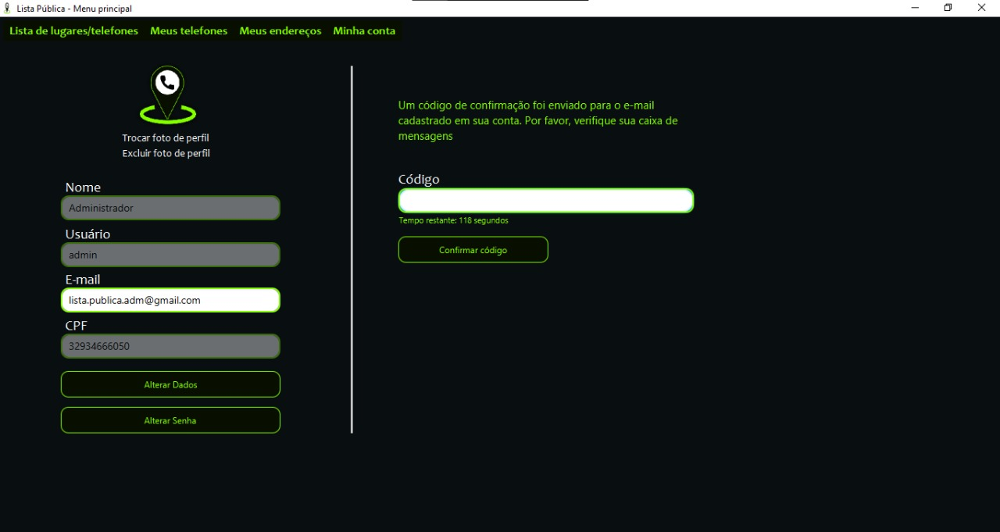 Lista Pública - Menu principal
Lista de lugares/telefones Meus telefones Meus endereços Minha conta
Trocar foto de perfil
Excluir foto de perfil
Nome
Administrador
Usuário
admin
E-mail
lista.publica.adm@gmail.com
CPF
32934666050
Alterar Dados
Alterar Senha
Um código de confirmação foi enviado para o e-mail
cadastrado em sua conta. Por favor, verifique sua caixa de
mensagens
Código
Tempo restante: 118 segundos
Confirmar código